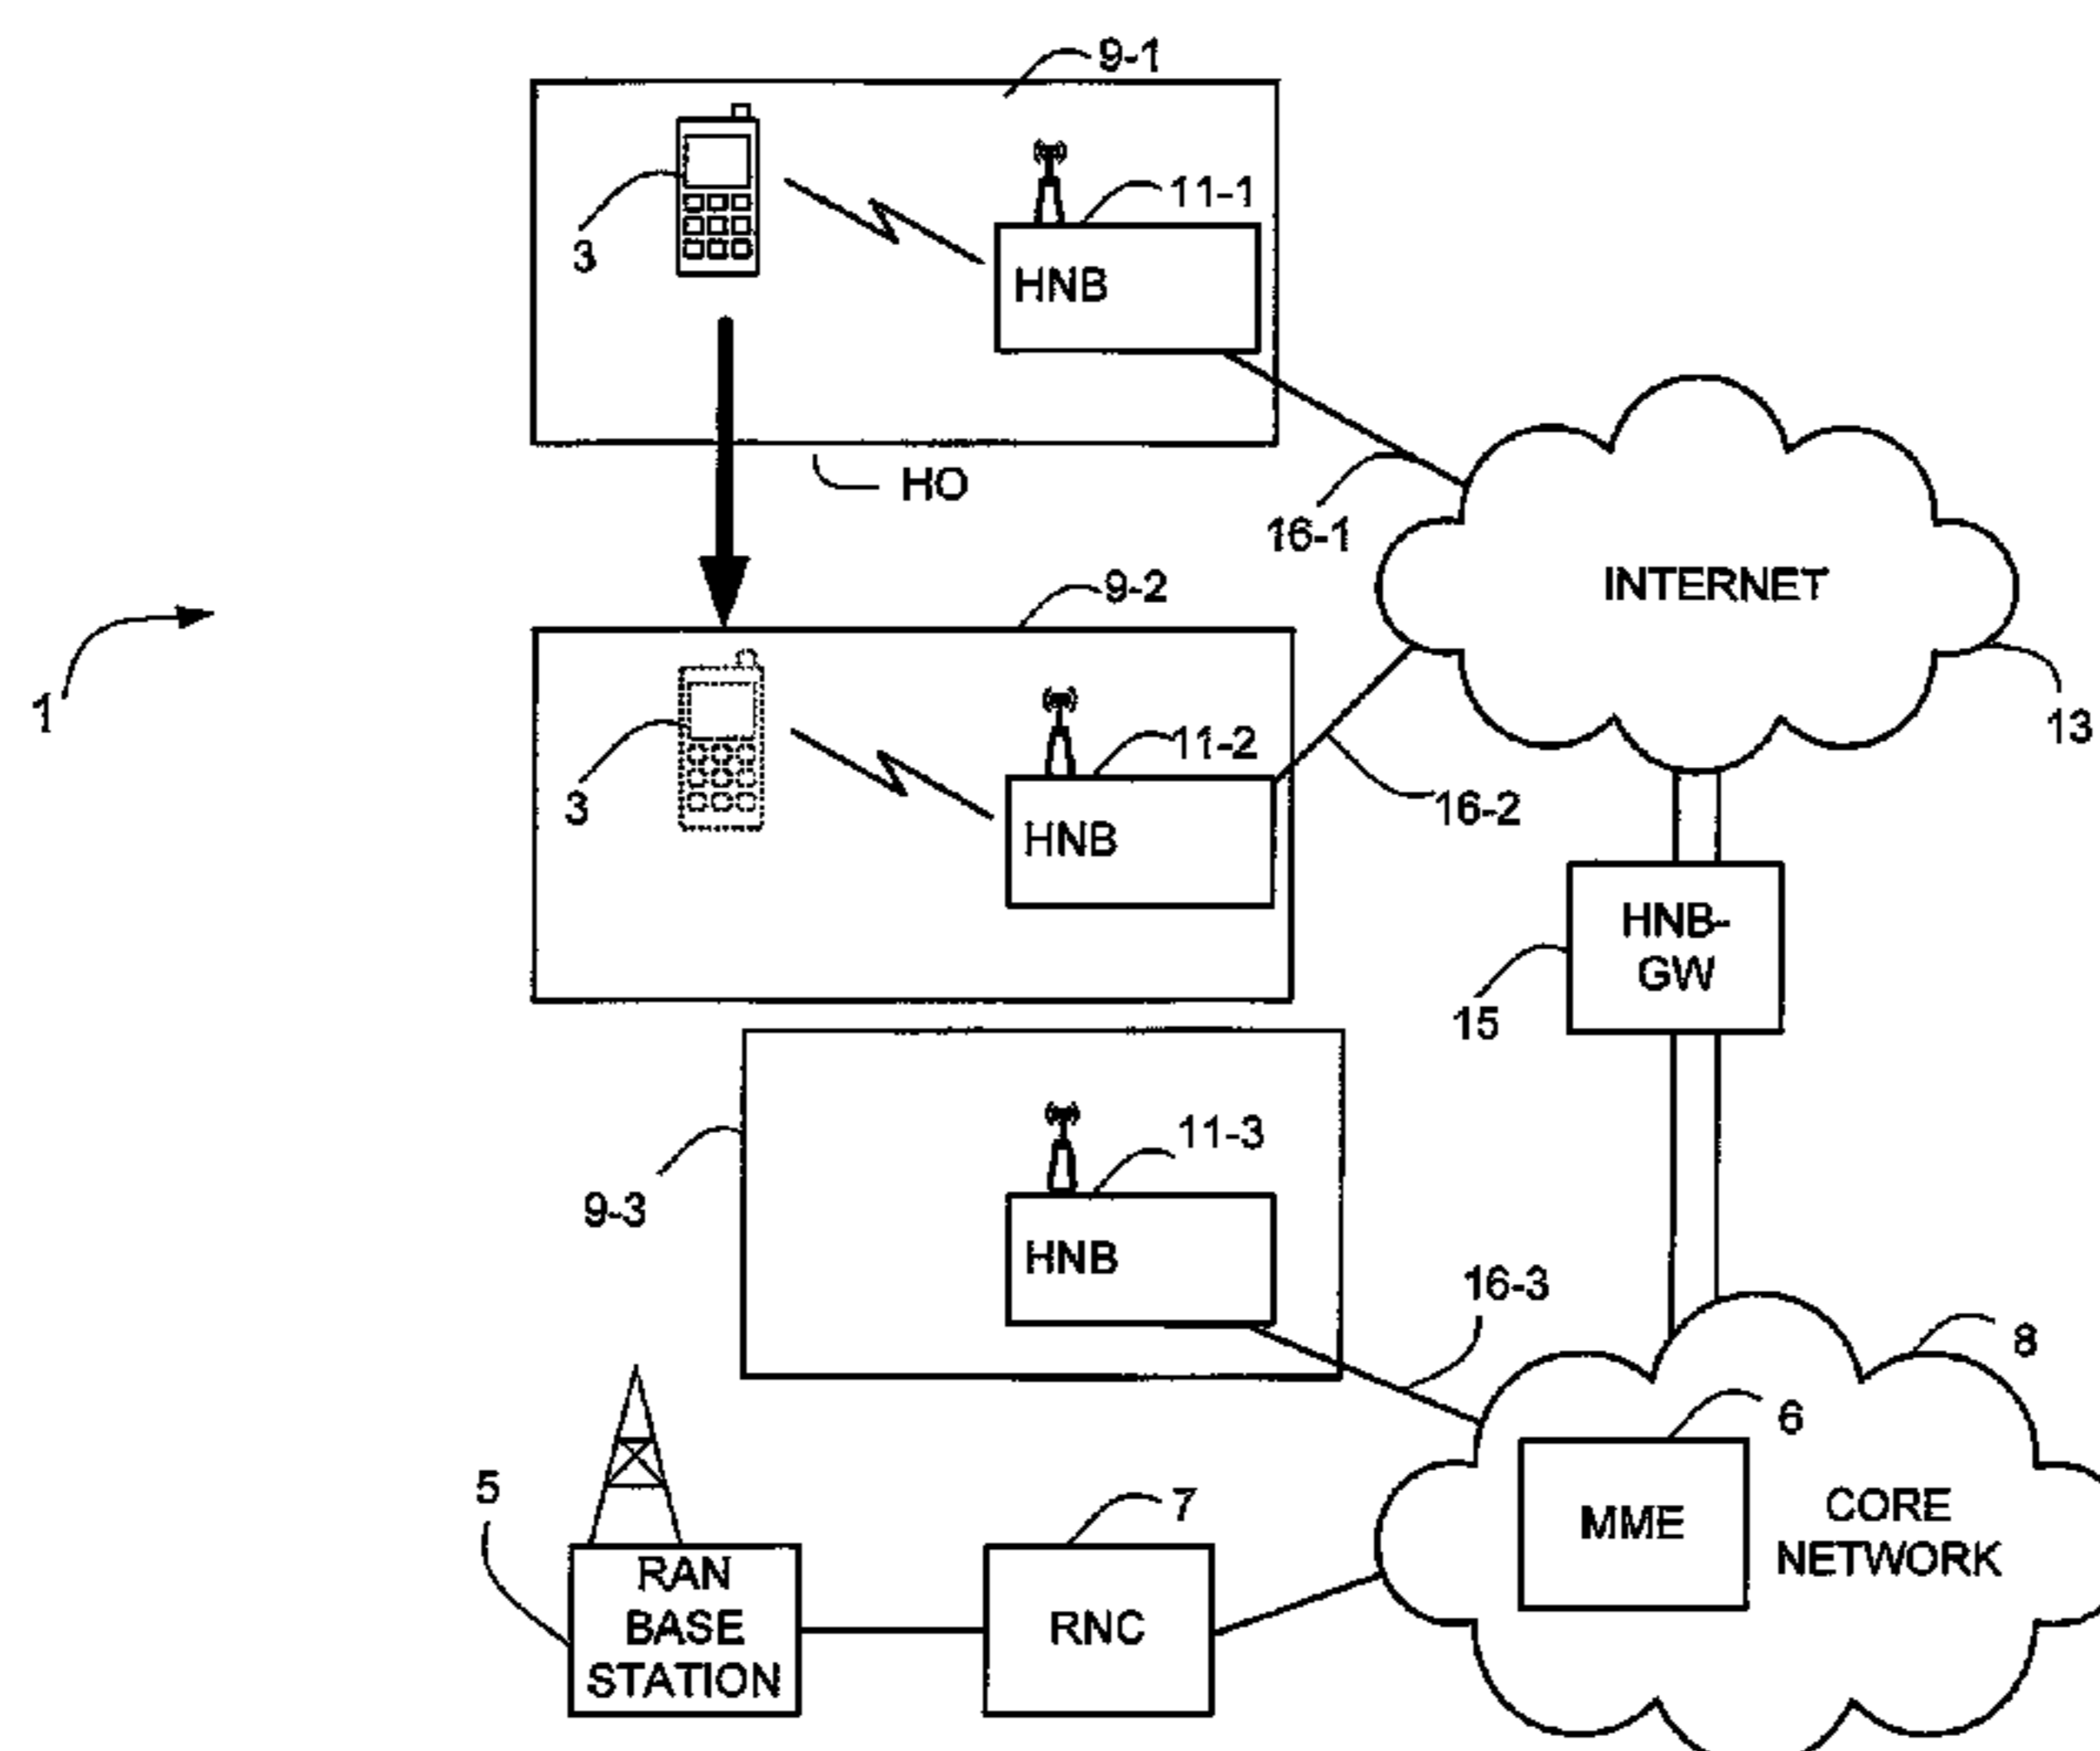 9-1
11-1
3
HNB
HO
16-1
INTERNET
9-2
1
13
11-2
3
16-2
HNB
HNB-
GW
15
11-3
9-3
HNB
16-3
8
6
5
7
MME
CORE
NETWORK
RAN
BASE
STATION
RNC